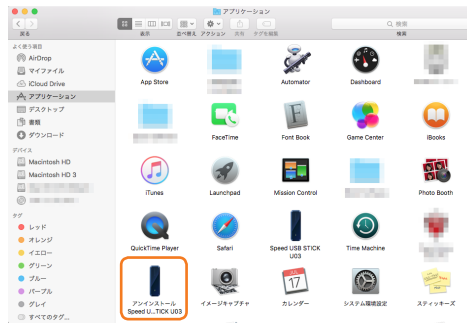 アプリケーション
戻る
表示
並べ替え
アクション
共有
タグを編集
検索
検索
よく使う項目
AirDrop
マイファイル
iCloud Drive
アプリケーション
デスクトップ
書類
ダウンロード
デバイス
Macintosh HD
Macintosh HD 3
タグ
レッド
オレンジ
イエロー
グリーン
ブルー
パープル
グレイ
すべてのタグ...
App Store
Automator
Dashboard
FaceTime
Font Book
Game Center
iBooks
iTunes
Launchpad
Mission Control
Photo Booth
QuickTime Player
Safari
Speed USB STICK
U03
Time Machine
JUL
17
アンインストール
Speed U...TICK U03
イメージキャプチャ
カレンダー
システム環境設定
スティッキーズ